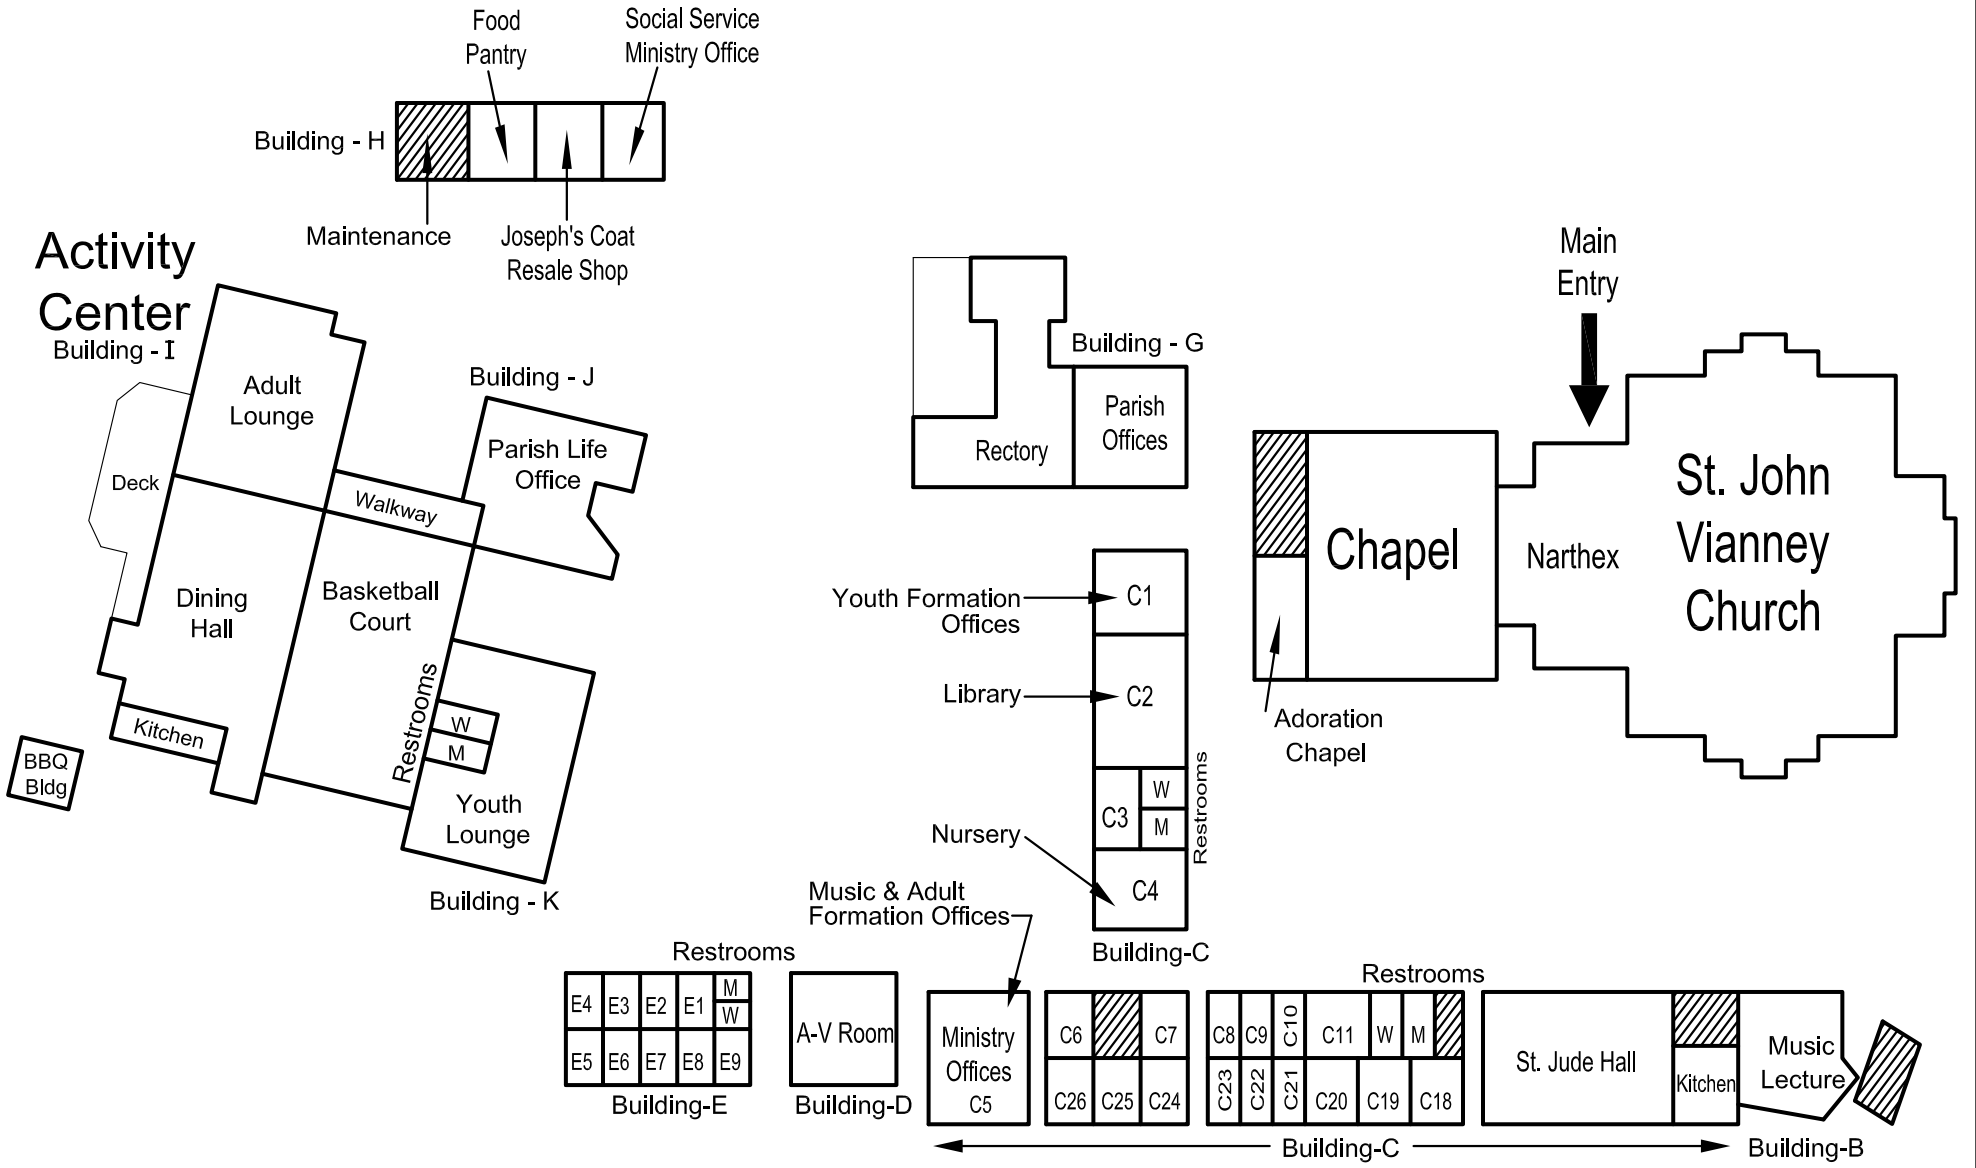 Food
Pantry
Social Service
Ministry Office
Building - H
Maintenance
Joseph's Coat
Resale Shop
Activity
Center
Building - I
Adult
Lounge
Deck
Building - J
Parish Life
Office
Walkway
Dining
Hall
Basketball
Court
Restrooms
W
M
Kitchen
BBQ
Bldg
Youth
Lounge
Building - K
Building - G
Rectory
Parish
Offices
Main
Entry
Chapel
Narthex
St. John
Vianney
Church
Adoration
Chapel
Youth Formation
Offices
C1
Library
C2
C3
W
M
Restrooms
Nursery
C4
Building-C
Music & Adult
Formation Offices
Restrooms
E4 E3 E2 E1 M
W
E5 E6 E7 E8 E9
Building-E
A-V Room
Building-D
Ministry
Offices
C5
C6 C7
C26 C25 C24
Restrooms
C8 C9 C10 C11 W M
C23 C22 C21 C20 C19 C18
St. Jude Hall
Kitchen
Music
Lecture
Building-C
Building-B